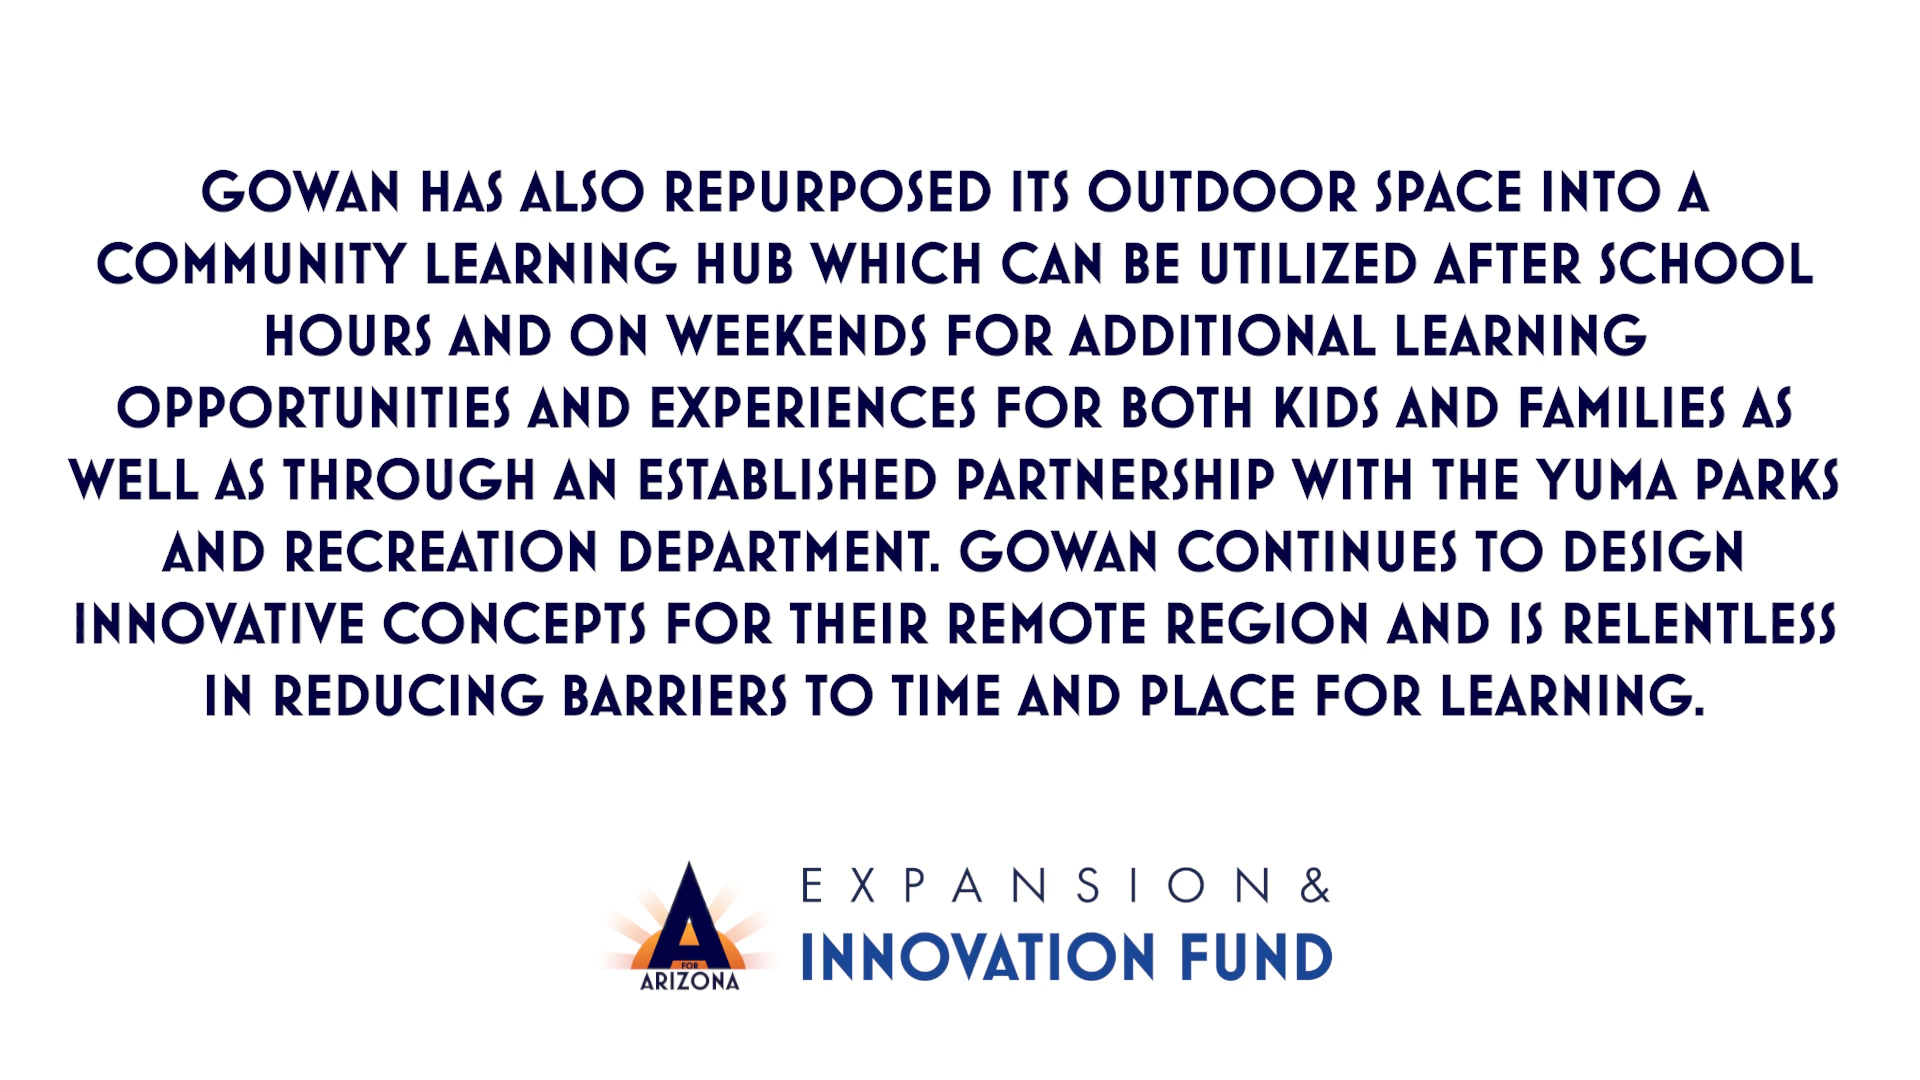 GOWAN HAS ALSO REPURPOSED ITS OUTDOOR SPACE INTO A
COMMUNITY LEARNING HUB WHICH CAN BE UTILIZED AFTER SCHOOL
HOURS AND ON WEEKENDS FOR ADDITIONAL LEARNING
OPPORTUNITIES AND EXPERIENCES FOR BOTH KIDS AND FAMILIES AS
WELL AS THROUGH AN ESTABLISHED PARTNERSHIP WITH THE YUMA PARKS
AND RECREATION DEPARTMENT. GOWAN CONTINUES TO DESIGN
INNOVATIVE CONCEPTS FOR THEIR REMOTE REGION AND IS RELENTLESS
IN REDUCING BARRIERS TO TIME AND PLACE FOR LEARNING.
A
FOR
ARIZONA
EXPANSION &
INNOVATION FUND